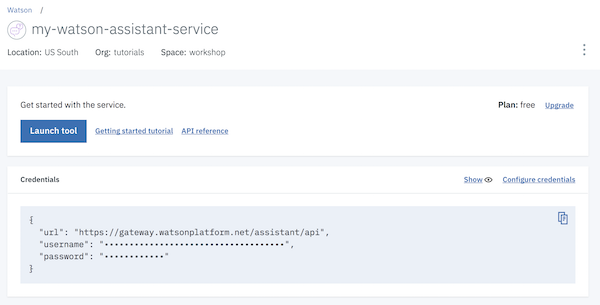 Watson /
my-watson-assistant-service
Location: US South Org: tutorials Space: workshop
Get started with the service. Plan: free Upgrade
Launch tool Getting started tutorial API reference
Credentials Show Configure credentials
{
"url": "https://gateway.watsonplatform.net/assistant/api",
"username": "••••••••••••••••••••••••••••••••••••",
"password": "••••••••••••"
}